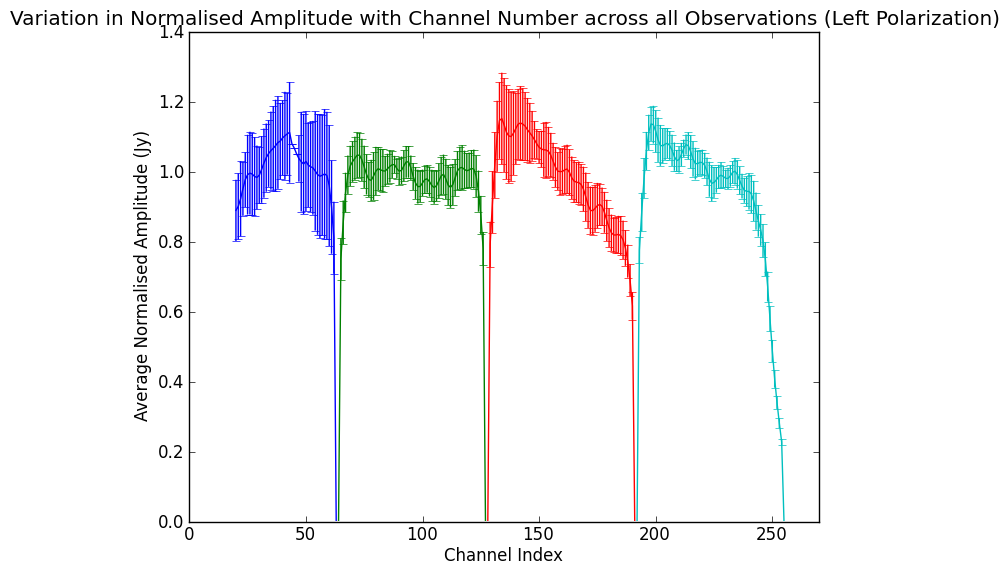 Variation in Normalised Amplitude with Channel Number across all Observations (Left Polarization)
1.4
1.2
1.0
0.8
0.6
0.4
0.2
0.0
Average Normalised Amplitude (Jy)
0 50 100 150 200 250
Channel Index